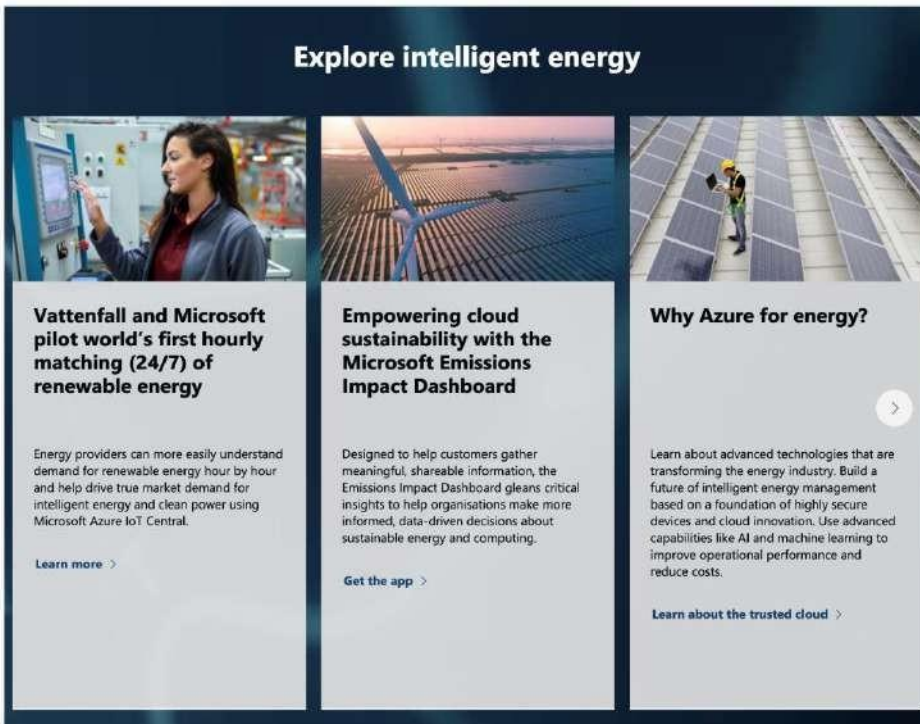 Explore intelligent energy
Vattenfall and Microsoft
pilot world's first hourly
matching (24/7) of
renewable energy
Energy providers can more easily understand
demand for renewable energy hour by hour
and help drive true market demand for
intelligent energy and clean power using
Microsoft Azure IoT Central.
Learn more >
Empowering cloud
sustainability with the
Microsoft Emissions
Impact Dashboard
Designed to help customers gather
meaningful, shareable information, the
Emissions Impact Dashboard gleans critical
insights to help organisations make more
informed, data-driven decisions about
sustainable energy and computing.
Get the app >
Why Azure for energy?
Learn about advanced technologies that are
transforming the energy industry. Build a
future of intelligent energy management
based on a foundation of highly secure
devices and cloud innovation. Use advanced
capabilities like AI and machine learning to
improve operational performance and
reduce costs.
Learn about the trusted cloud >